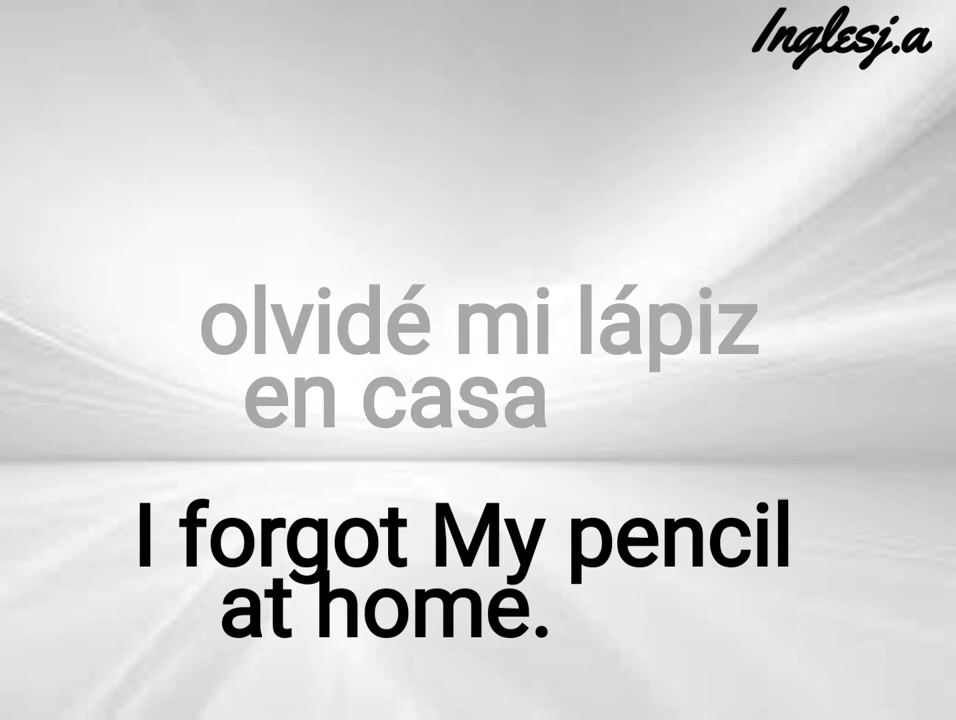 Inglesj.a
olvidé mi lápiz
en casa
I forgot My pencil
at home.